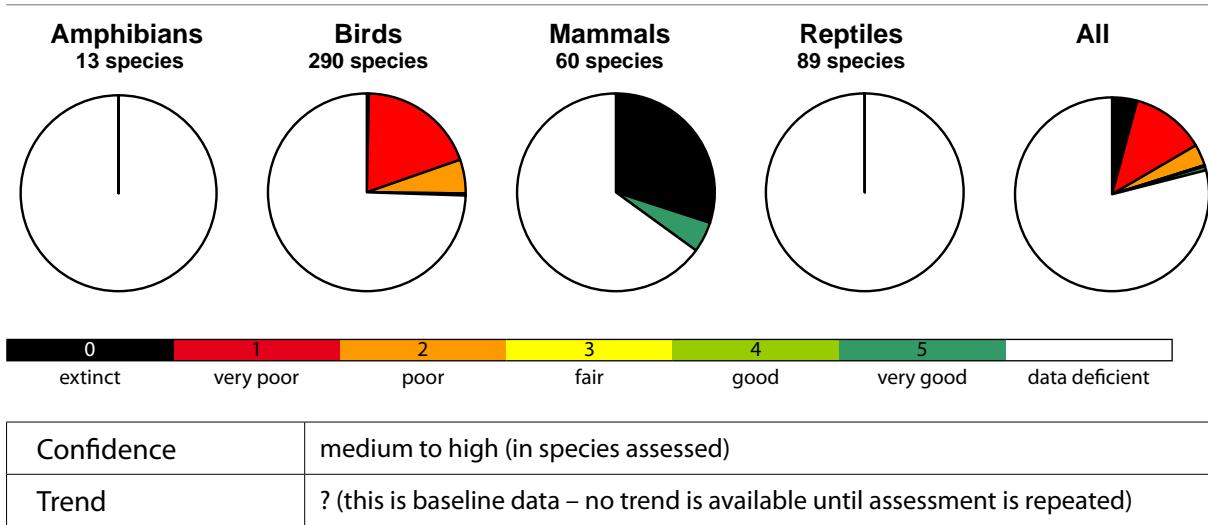 Amphibians Birds Mammals Reptiles All
13 species 290 species 60 species 89 species
0 1 2 3 4 5
extinct very poor poor fair good very good data deficient
Confidence medium to high (in species assessed)
Trend ? (this is baseline data – no trend is available until assessment is repeated)